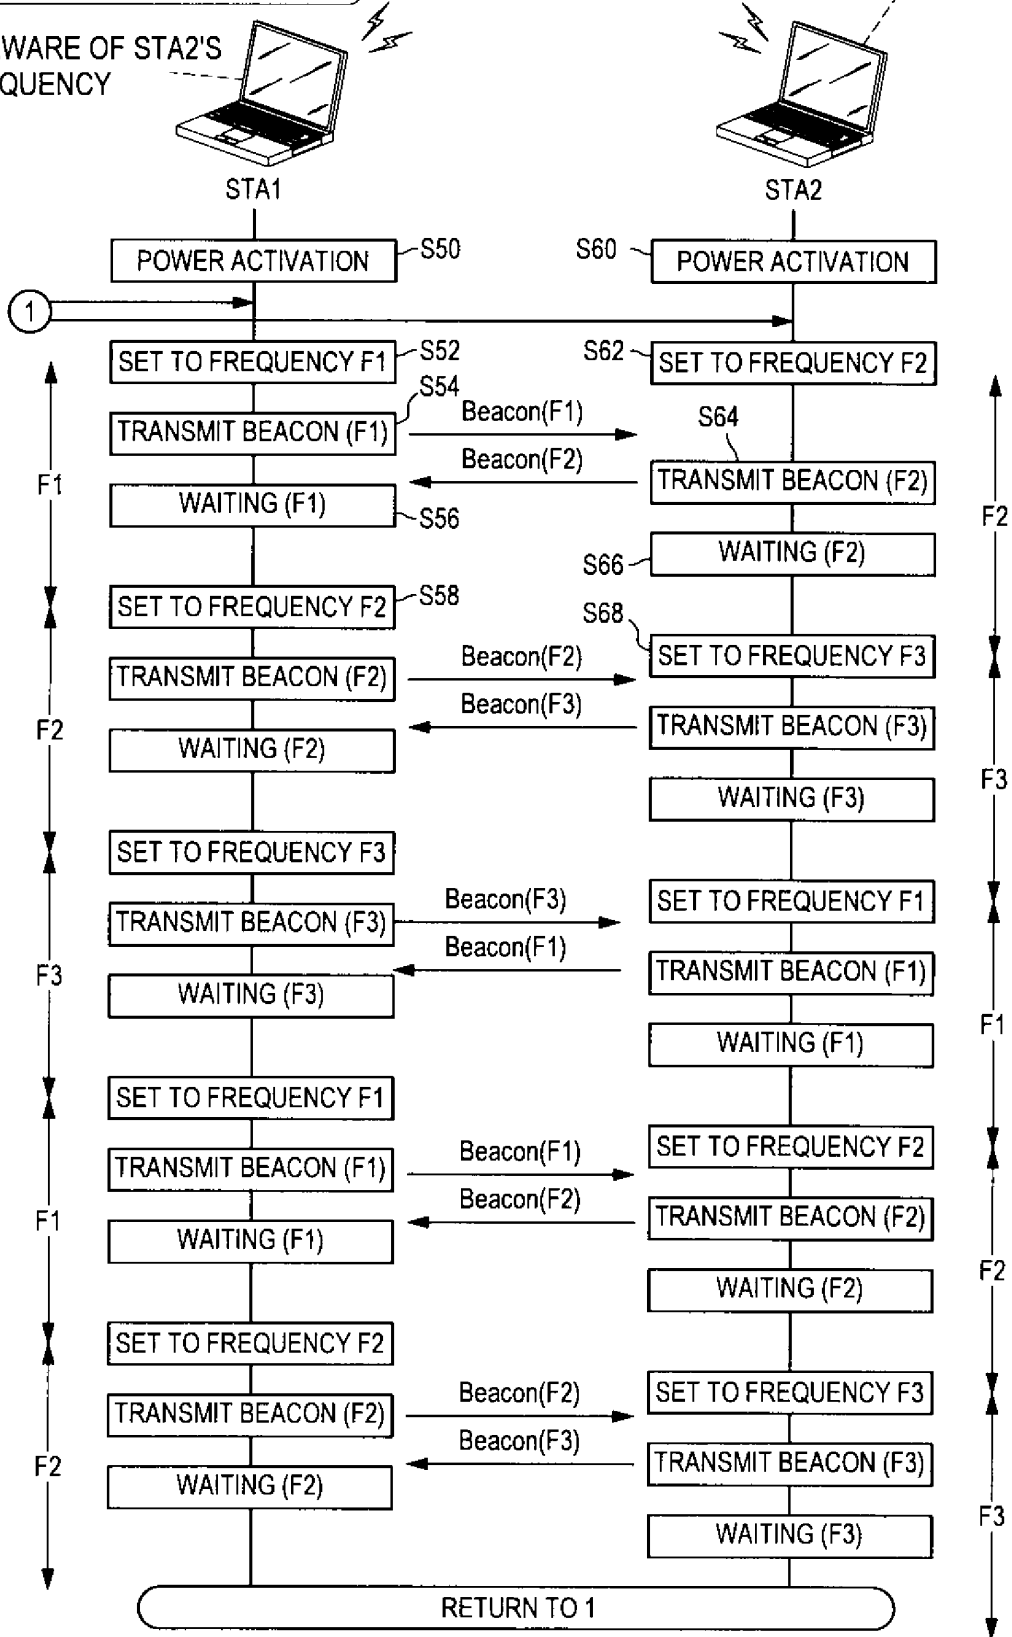 WARE OF STA2'S
QUENCY
STA1
STA2
POWER ACTIVATION
S50
S60
POWER ACTIVATION
1
SET TO FREQUENCY F1
S52
S62
SET TO FREQUENCY F2
S54
TRANSMIT BEACON (F1)
Beacon(F1)
S64
Beacon(F2)
TRANSMIT BEACON (F2)
F1
WAITING (F1)
S56
F2
S66
WAITING (F2)
SET TO FREQUENCY F2
S58
S68
SET TO FREQUENCY F3
TRANSMIT BEACON (F2)
Beacon(F2)
Beacon(F3)
TRANSMIT BEACON (F3)
F2
WAITING (F2)
F3
WAITING (F3)
SET TO FREQUENCY F3
SET TO FREQUENCY F1
TRANSMIT BEACON (F3)
Beacon(F3)
Beacon(F1)
TRANSMIT BEACON (F1)
F3
WAITING (F3)
F1
WAITING (F1)
SET TO FREQUENCY F1
SET TO FREQUENCY F2
TRANSMIT BEACON (F1)
Beacon(F1)
Beacon(F2)
TRANSMIT BEACON (F2)
F1
WAITING (F1)
F2
WAITING (F2)
SET TO FREQUENCY F2
SET TO FREQUENCY F3
TRANSMIT BEACON (F2)
Beacon(F2)
Beacon(F3)
TRANSMIT BEACON (F3)
F2
WAITING (F2)
F3
WAITING (F3)
RETURN TO 1